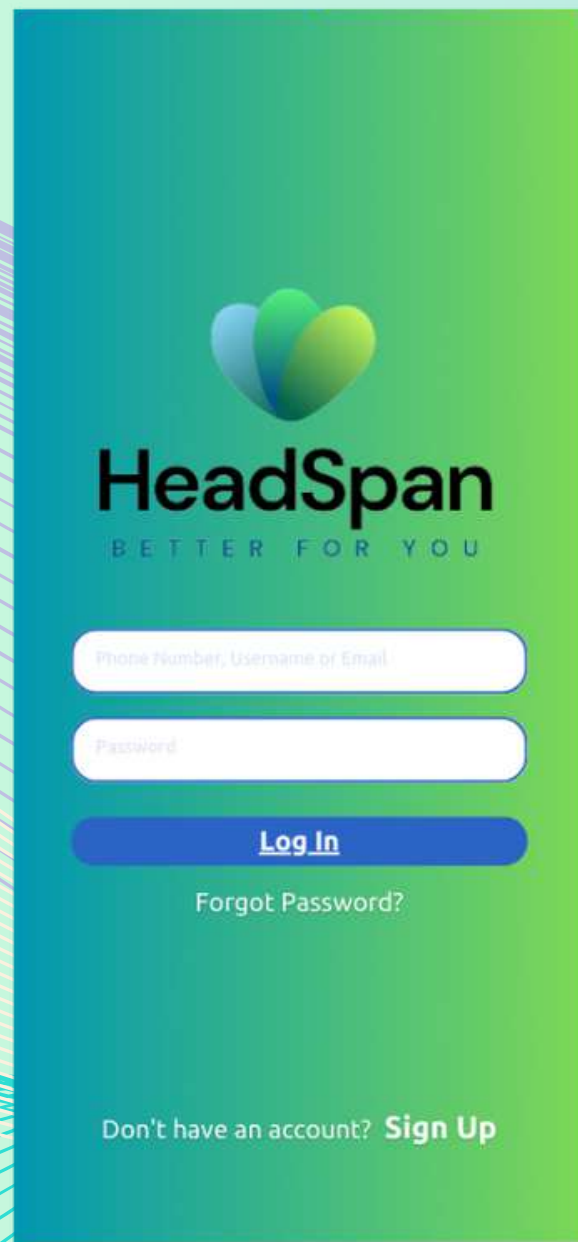 HeadSpan
BETTER FOR YOU
Phone Number, Username or Email
Password
Log In
Forgot Password?
Don't have an account? Sign Up